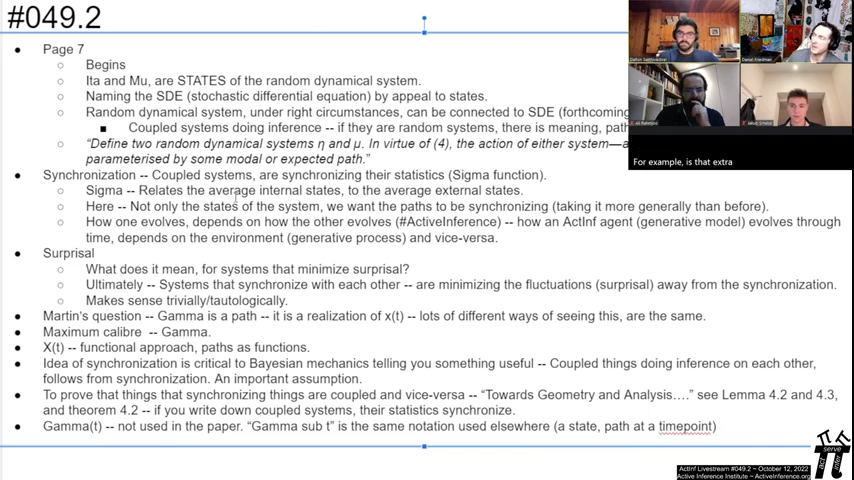 #049.2
● Page 7
○ Begins
○ Ita and Mu, are STATES of the random dynamical system.
○ Naming the SDE (stochastic differential equation) by appeal to states.
○ Random dynamical system, under right circumstances, can be connected to SDE (forthcoming
■ Coupled systems doing inference -- if they are random systems, there is meaning, path
○ “Define two random dynamical systems η and μ. In virtue of (4), the action of either system—a
parameterised by some modal or expected path.”
● Synchronization -- Coupled systems, are synchronizing their statistics (Sigma function).
○ Sigma -- Relates the average internal states, to the average external states.
○ Here -- Not only the states of the system, we want the paths to be synchronizing (taking it more generally than before).
○ How one evolves, depends on how the other evolves (#ActiveInference) -- how an ActInf agent (generative model) evolves through
time, depends on the environment (generative process) and vice-versa.
● Surprisal
○ What does it mean, for systems that minimize surprisal?
○ Ultimately -- Systems that synchronize with each other -- are minimizing the fluctuations (surprisal) away from the synchronization.
○ Makes sense trivially/tautologically.
● Martin's question -- Gamma is a path -- it is a realization of x(t) -- lots of different ways of seeing this, are the same.
● Maximum calibre -- Gamma.
● X(t) -- functional approach, paths as functions.
● Idea of synchronization is critical to Bayesian mechanics telling you something useful -- Coupled things doing inference on each other,
follows from synchronization. An important assumption.
● To prove that things that synchronizing things are coupled and vice-versa -- “Towards Geometry and Analysis….” see Lemma 4.2 and 4.3,
and theorem 4.2 -- if you write down coupled systems, their statistics synchronize.
● Gamma(t) -- not used in the paper. “Gamma sub t” is the same notation used elsewhere (a state, path at a timepoint)
Daniel Friedman
For example, is that extra
serve
ActInf Livestream #049.2 ~ October 12, 2022
Active Inference Institute ~ ActiveInference.org